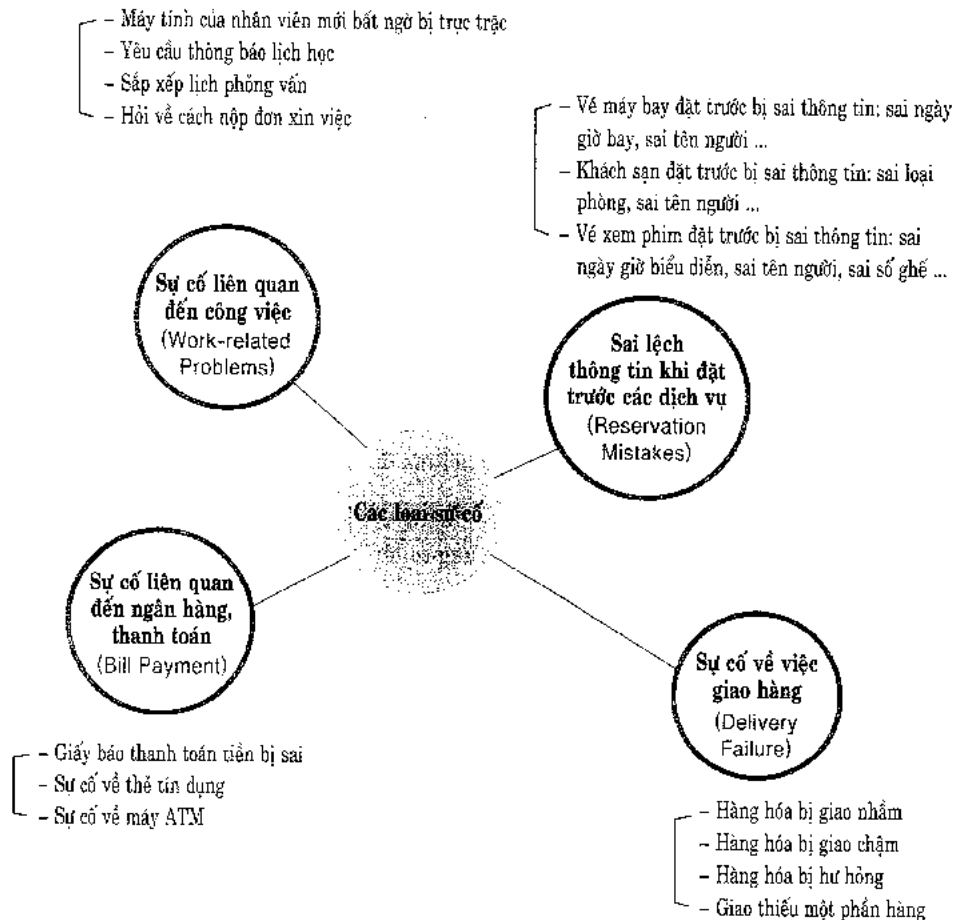 – Máy tính của nhân viên mới bất ngờ bị trục trặc
– Yêu cầu thông báo lịch học
– Sắp xếp lịch phỏng vấn
– Hỏi về cách nộp đơn xin việc
– Vé máy bay đặt trước bị sai thông tin: sai ngày
giờ bay, sai tên người ...
– Khách sạn đặt trước bị sai thông tin: sai loại
phòng, sai tên người ...
– Vé xem phim đặt trước bị sai thông tin: sai
ngày giờ biểu diễn, sai tên người, sai số ghế ...
Sự cố liên quan
đến công việc
(Work-related
Problems)
Sai lệch
thông tin khi đặt
trước các dịch vụ
(Reservation
Mistakes)
Các loại sự cố
Sự cố liên quan
đến ngân hàng,
thanh toán
(Bill Payment)
Sự cố về việc
giao hàng
(Delivery
Failure)
– Giấy báo thanh toán tiền bị sai
– Sự cố về thẻ tín dụng
– Sự cố về máy ATM
– Hàng hóa bị giao nhầm
– Hàng hóa bị giao chậm
– Hàng hóa bị hư hỏng
– Giao thiếu một phần hàng